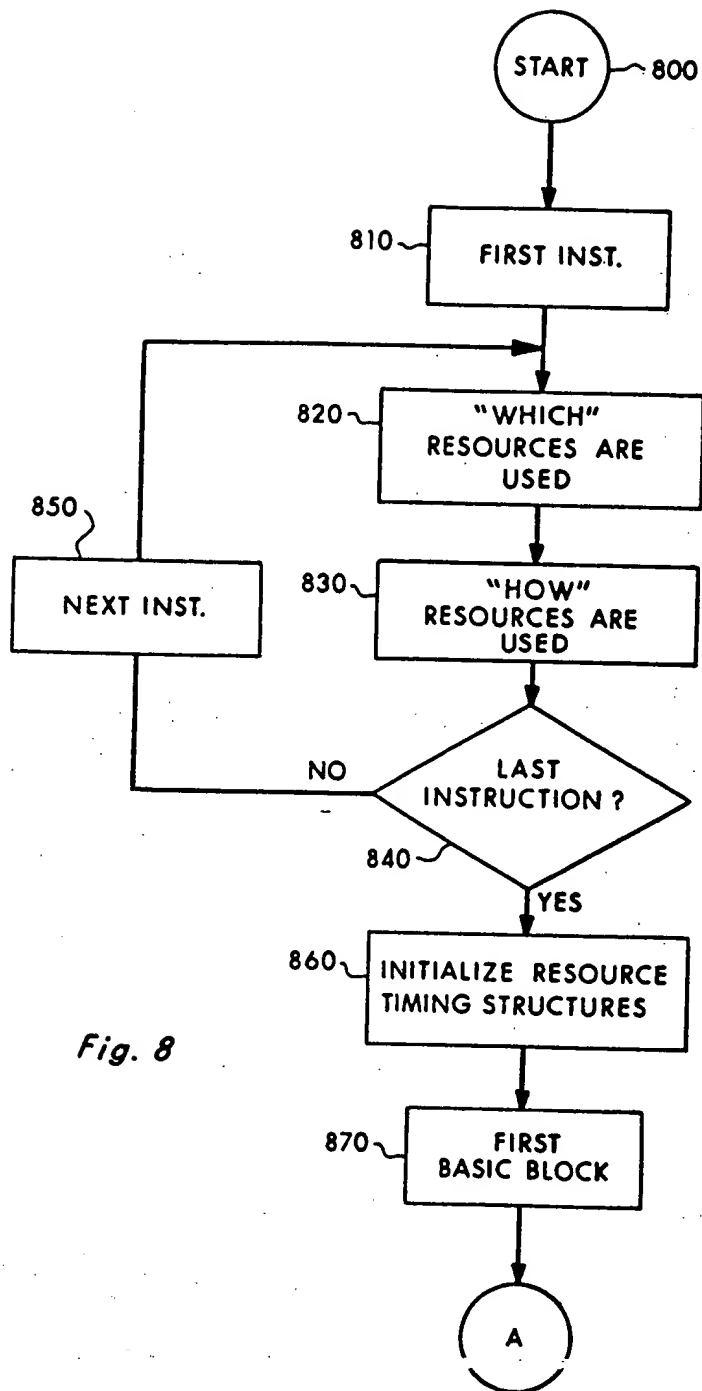 START
800
810
FIRST INST.
820
"WHICH"
RESOURCES ARE
USED
850
NEXT INST.
830
"HOW"
RESOURCES ARE
USED
NO
LAST
INSTRUCTION ?
840
YES
860
INITIALIZE RESOURCE
TIMING STRUCTURES
Fig. 8
870
FIRST
BASIC BLOCK
A